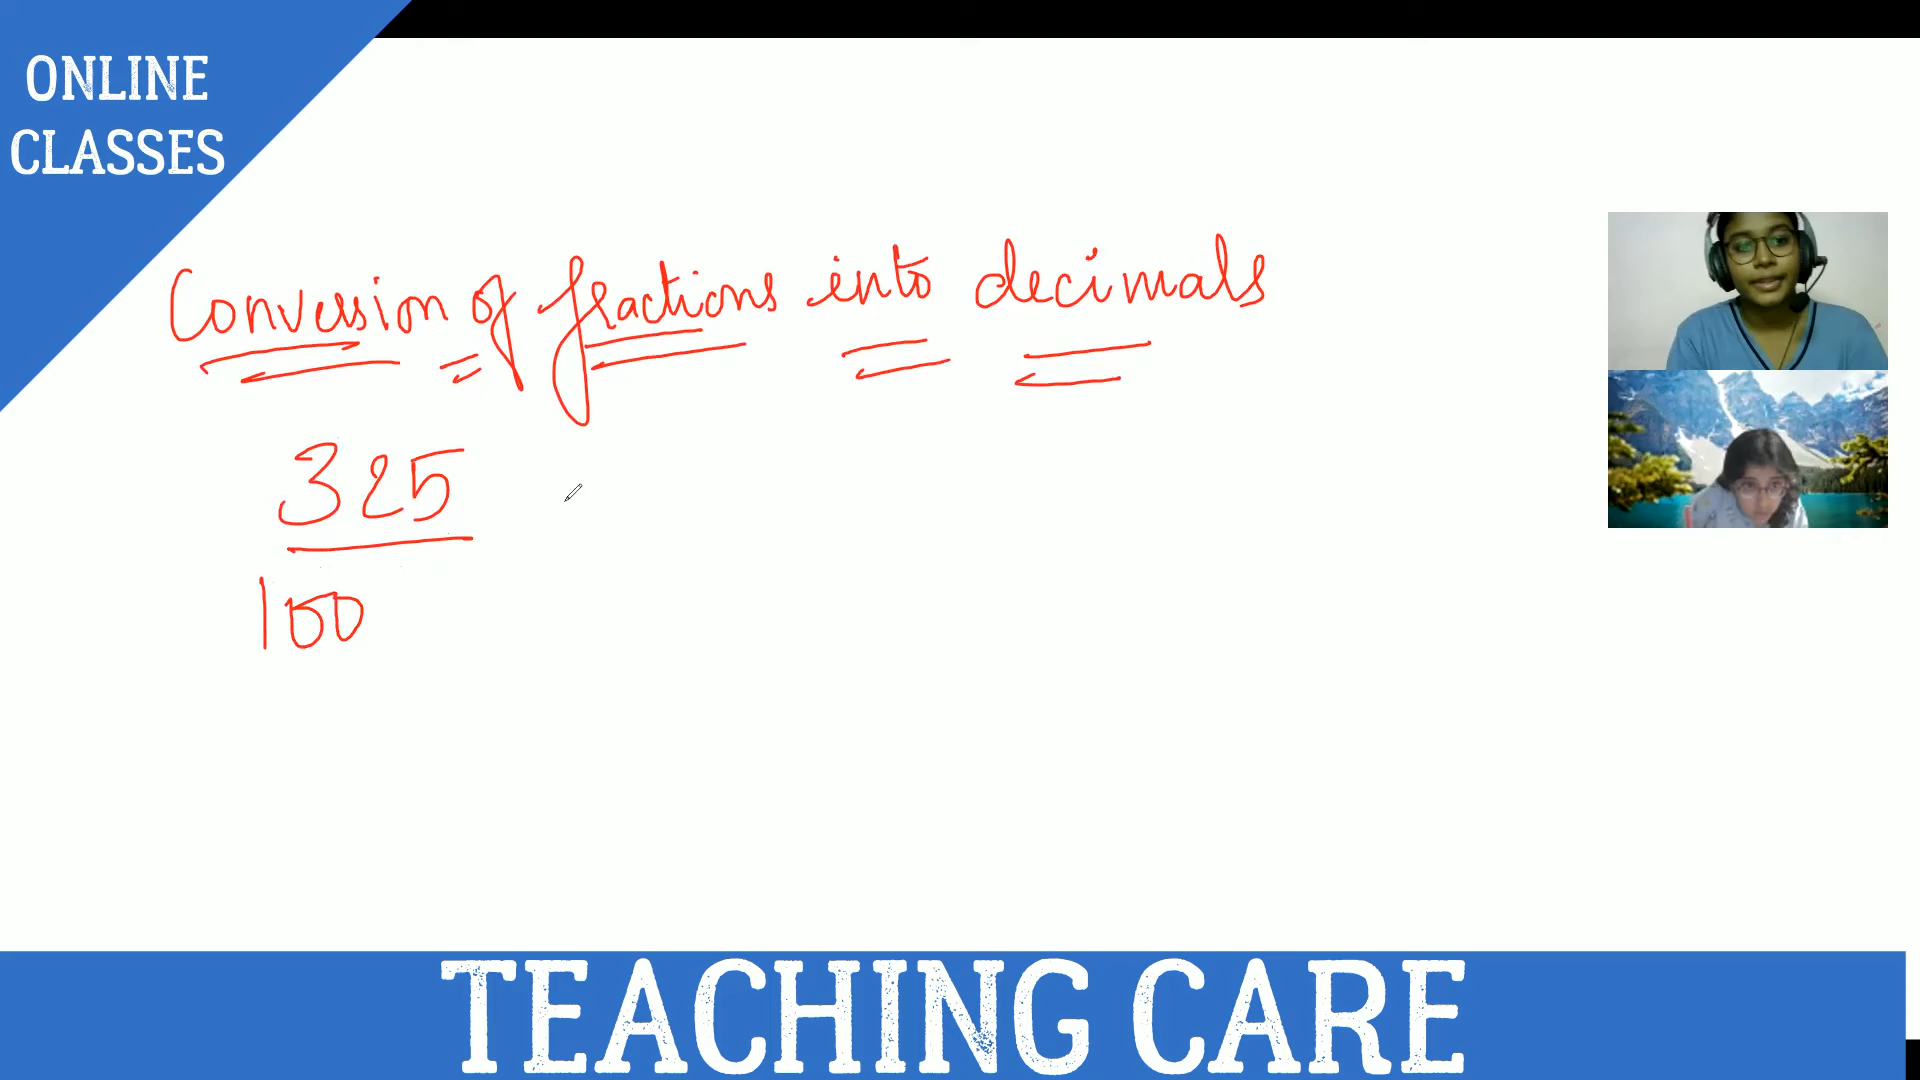 ONLINE
CLASSES
Conversion of fractions into decimals
325
100
TEACHING CARE